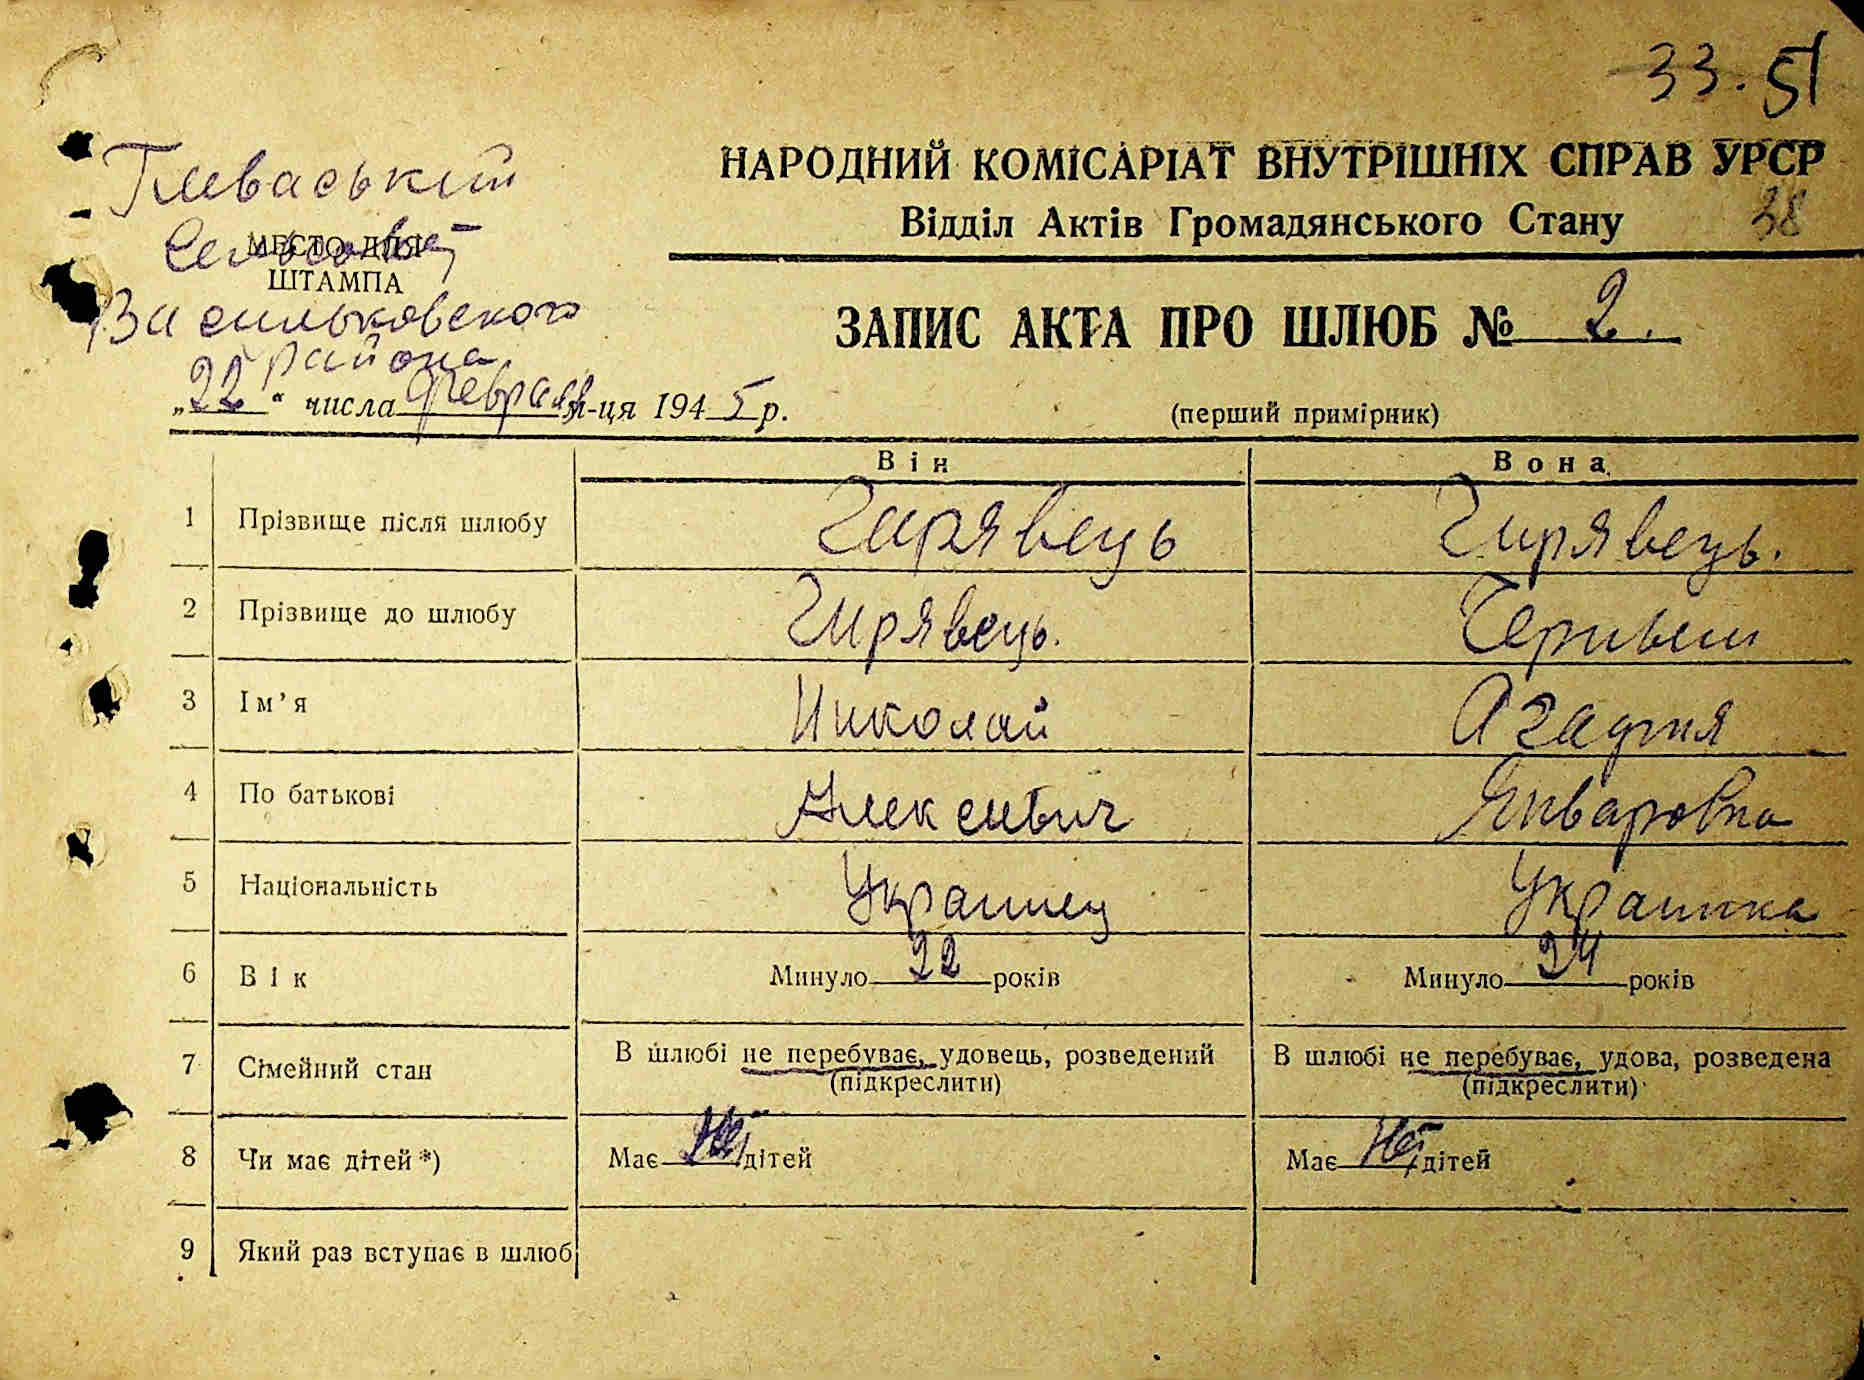 33. 51
Глеваський
НАРОДНИЙ КОМІСАРІАТ ВНУТРІШНІХ СПРАВ УРСР
38
Сельсовет
МЕСТО ДЛЯ
Відділ Актів Громадянського Стану
ШТАМПА
Васильковского
района
ЗАПИС АКТА ПРО ШЛЮБ № 2.
„22“ числа февраля м-ця 1945 р.
(перший примірник)
Він Вона
1 Прізвище після шлюбу Гирявець Гирявець.
2 Прізвище до шлюбу Гирявець. Черныш
3 Ім’я Николай Агафия
4 По батькові Алексеевич Январовна
5 Національність Украинец Украинка
6 Вік Минуло 22 років Минуло 24 років
7 Сімейний стан В шлюбі не перебуває, удовець, розведений В шлюбі не перебуває, удова, розведена
(підкреслити) (підкреслити)
8 Чи має дітей *) Має Нет дітей Має Нет дітей
9 Який раз вступає в шлюб